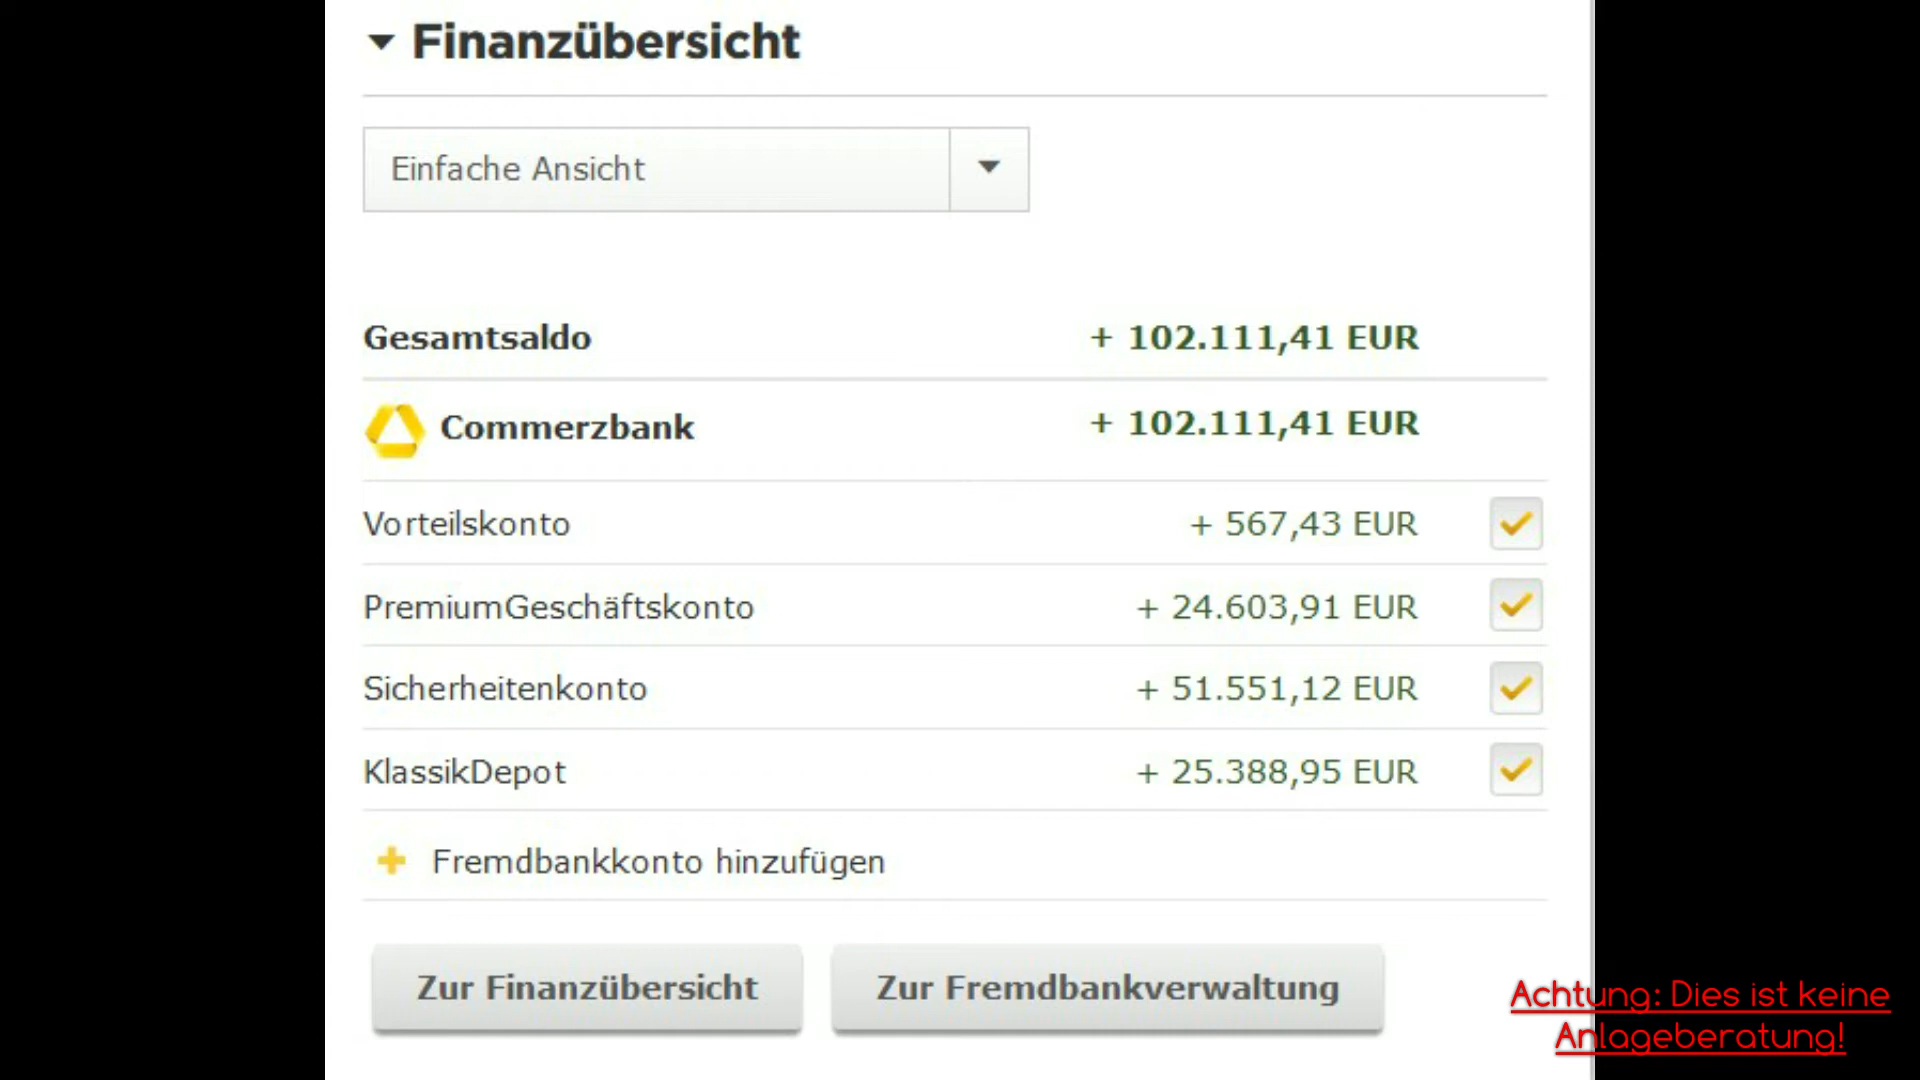 Finanzübersicht
Einfache Ansicht
Gesamtsaldo + 102.111,41 EUR
Commerzbank + 102.111,41 EUR
Vorteilskonto + 567,43 EUR
PremiumGeschäftskonto + 24.603,91 EUR
Sicherheitenkonto + 51.551,12 EUR
KlassikDepot + 25.388,95 EUR
Fremdbankkonto hinzufügen
Zur Finanzübersicht Zur Fremdbankverwaltung
Achtung: Dies ist keine
Anlageberatung!